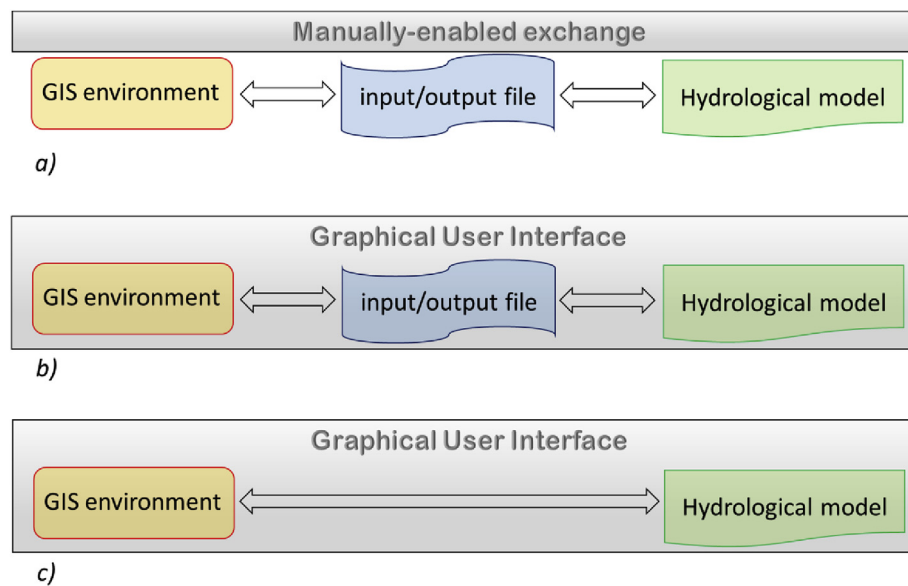 Manually-enabled exchange
GIS environment
input/output file
Hydrological model
a)
Graphical User Interface
GIS environment
input/output file
Hydrological model
b)
Graphical User Interface
GIS environment
Hydrological model
c)